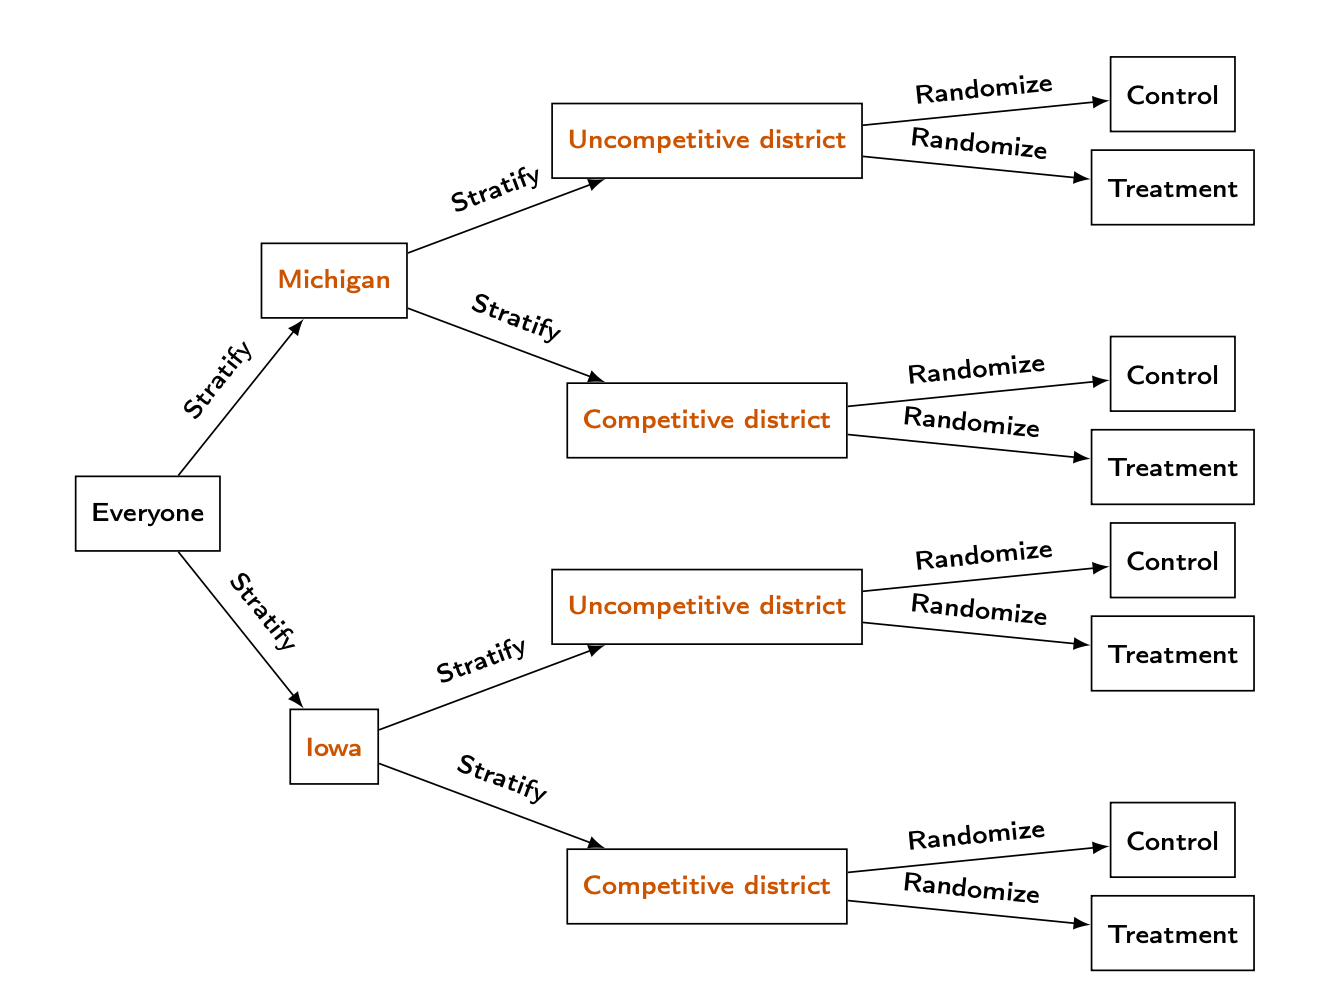 Everyone
Stratify
Michigan
Stratify
Uncompetitive district
Randomize
Control
Randomize
Treatment
Stratify
Competitive district
Randomize
Control
Randomize
Treatment
Stratify
Iowa
Stratify
Uncompetitive district
Randomize
Control
Randomize
Treatment
Stratify
Competitive district
Randomize
Control
Randomize
Treatment